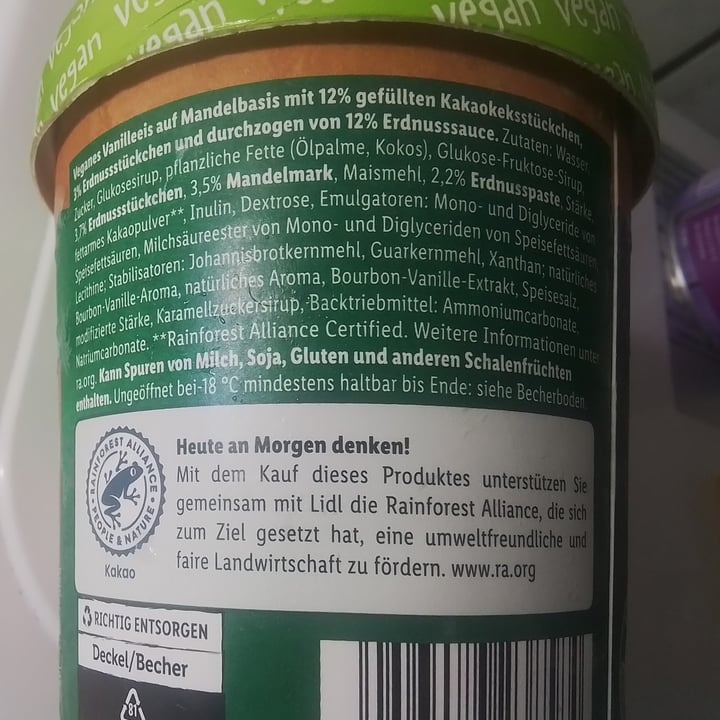 vegan
vegan vegan vegan vegan
Veganes Vanilleeis auf Mandelbasis mit 12% gefüllten Kakaokeksstückchen,
3% Erdnussstückchen und durchzogen von 12% Erdnusssauce. Zutaten: Wasser,
Zucker, Glukosesirup, pflanzliche Fette (Ölpalme, Kokos), Glukose-Fruktose-Sirup,
3,7% Erdnussstückchen, 3,5% Mandelmark, Maismehl, 2,2% Erdnusspaste, Stärke,
fettarmes Kakaopulver**, Inulin, Dextrose, Emulgatoren: Mono- und Diglyceride von
Speisefettsäuren, Milchsäureester von Mono- und Diglyceriden von Speisefettsäuren,
Lecithine; Stabilisatoren: Johannisbrotkernmehl, Guarkernmehl, Xanthan; natürliches
Bourbon-Vanille-Aroma, natürliches Aroma, Bourbon-Vanille-Extrakt, Speisesalz,
modifizierte Stärke, Karamellzuckersirup, Backtriebmittel: Ammoniumcarbonate,
Natriumcarbonate. **Rainforest Alliance Certified. Weitere Informationen unter
ra.org. Kann Spuren von Milch, Soja, Gluten und anderen Schalenfrüchten
enthalten. Ungeöffnet bei-18 °C mindestens haltbar bis Ende: siehe Becherboden
RAINFOREST ALLIANCE
PEOPLE & NATURE
Kakao
Heute an Morgen denken!
Mit dem Kauf dieses Produktes unterstützen Sie
gemeinsam mit Lidl die Rainforest Alliance, die sich
zum Ziel gesetzt hat, eine umweltfreundliche und
faire Landwirtschaft zu fördern. www.ra.org
RICHTIG ENTSORGEN
Deckel/Becher
81